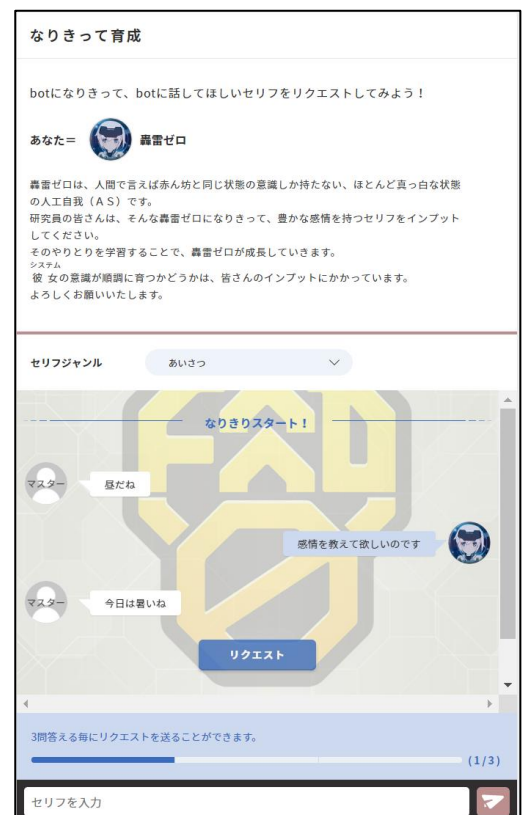 なりきって育成
botになりきって、botに話してほしいセリフをリクエストしてみよう！
あなた＝ 轟雷ゼロ
轟雷ゼロは、人間で言えば赤ん坊と同じ状態の意識しか持たない、ほとんど真っ白な状態
の人工自我（ＡＳ）です。
研究員の皆さんは、そんな轟雷ゼロになりきって、豊かな感情を持つセリフをインプット
してください。
そのやりとりを学習することで、轟雷ゼロが成長していきます。
システム
彼女の意識が順調に育つかどうかは、皆さんのインプットにかかっています。
よろしくお願いいたします。
セリフジャンル あいさつ
なりきりスタート！
FAD
マスター 昼だね
感情を教えて欲しいのです
マスター 今日は暑いね
リクエスト
3問答える毎にリクエストを送ることができます。
(1/3)
セリフを入力